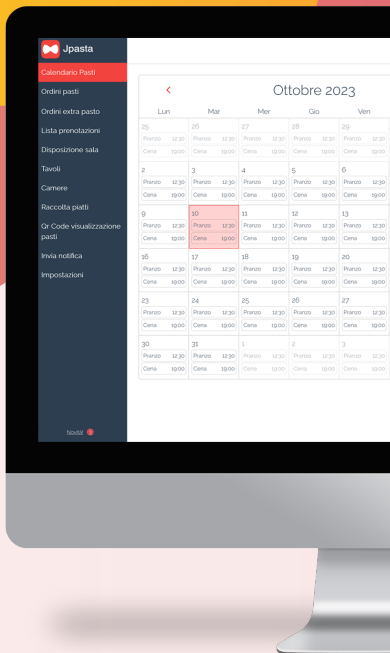 Jpasta
Calendario Pasti
Ordini pasti
Ordini extra pasto
Lista prenotazioni
Disposizione sala
Tavoli
Camere
Raccolta piatti
Qr Code visualizzazione
pasti
Invia notifica
Impostazioni
Novità!
Ottobre 2023
Lun Mar Mer Gio Ven
25 26 27 28 29
Pranzo 12:30 Pranzo 12:30 Pranzo 12:30 Pranzo 12:30 Pranzo 12:30
Cena 19:00 Cena 19:00 Cena 19:00 Cena 19:00 Cena 19:00
2 3 4 5 6
Pranzo 12:30 Pranzo 12:30 Pranzo 12:30 Pranzo 12:30 Pranzo 12:30
Cena 19:00 Cena 19:00 Cena 19:00 Cena 19:00 Cena 19:00
9 10 11 12 13
Pranzo 12:30 Pranzo 12:30 Pranzo 12:30 Pranzo 12:30 Pranzo 12:30
Cena 19:00 Cena 19:00 Cena 19:00 Cena 19:00 Cena 19:00
16 17 18 19 20
Pranzo 12:30 Pranzo 12:30 Pranzo 12:30 Pranzo 12:30 Pranzo 12:30
Cena 19:00 Cena 19:00 Cena 19:00 Cena 19:00 Cena 19:00
23 24 25 26 27
Pranzo 12:30 Pranzo 12:30 Pranzo 12:30 Pranzo 12:30 Pranzo 12:30
Cena 19:00 Cena 19:00 Cena 19:00 Cena 19:00 Cena 19:00
30 31 1 2 3
Pranzo 12:30 Pranzo 12:30 Pranzo 12:30 Pranzo 12:30 Pranzo 12:30
Cena 19:00 Cena 19:00 Cena 19:00 Cena 19:00 Cena 19:00